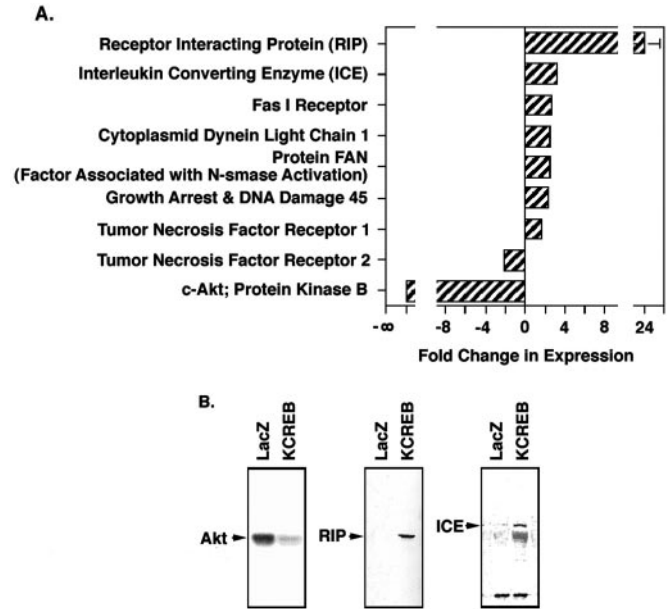 A.
Receptor Interacting Protein (RIP)
Interleukin Converting Enzyme (ICE)
Fas I Receptor
Cytoplasmid Dynein Light Chain 1
Protein FAN
(Factor Associated with N-smase Activation)
Growth Arrest & DNA Damage 45
Tumor Necrosis Factor Receptor 1
Tumor Necrosis Factor Receptor 2
c-Akt; Protein Kinase B
-∞ -8 -4 0 4 8 24
Fold Change in Expression
B.
LacZ KCREB LacZ KCREB LacZ KCREB
Akt RIP ICE